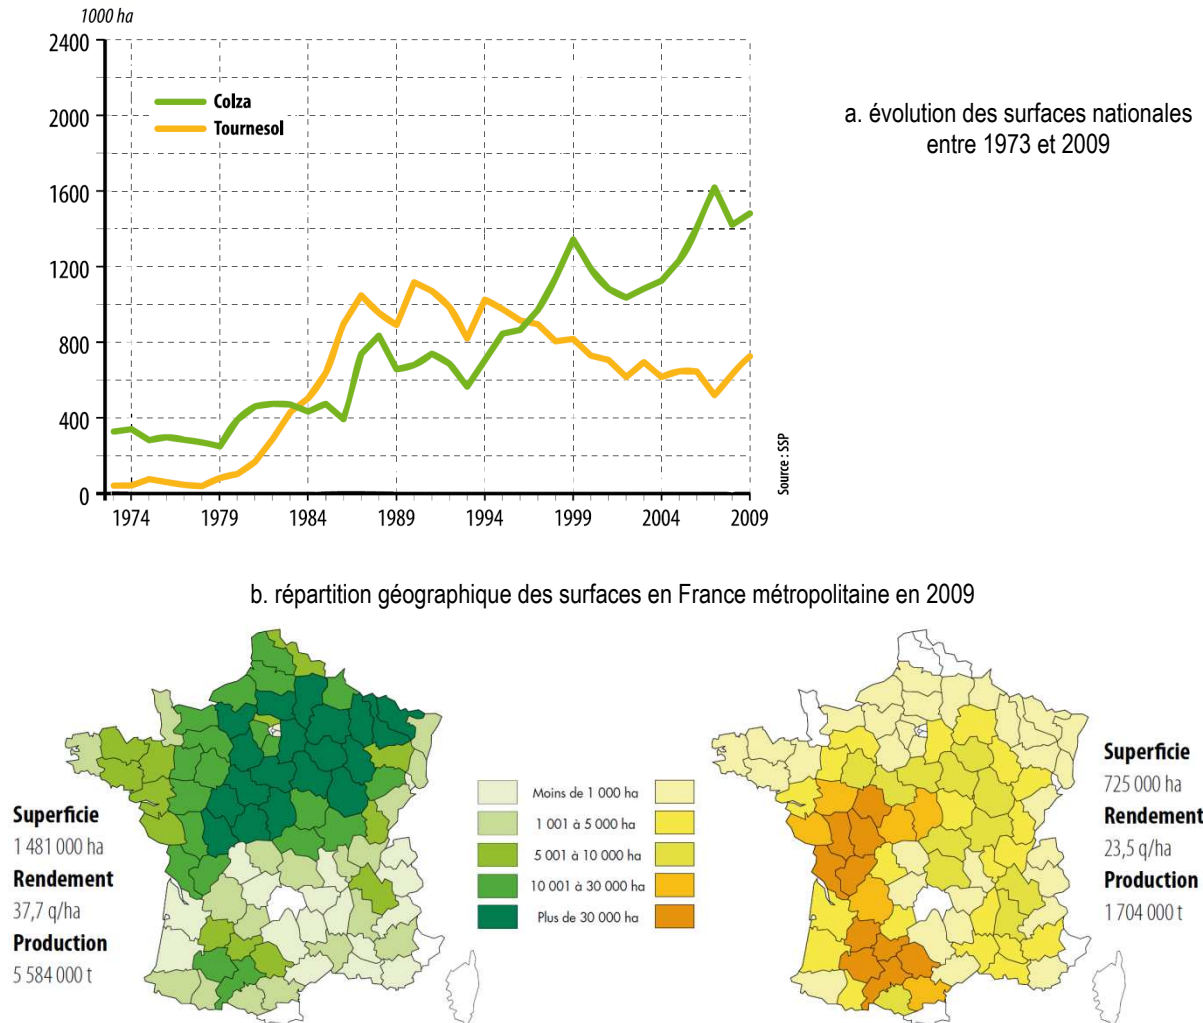 1000 ha
2400
2000
1600
1200
800
400
0
Colza
Tournesol
1974
1979
1984
1989
1994
1999
2004
2009
Source : SSP
a. évolution des surfaces nationales
entre 1973 et 2009
b. répartition géographique des surfaces en France métropolitaine en 2009
Superficie
1 481 000 ha
Rendement
37,7 q/ha
Production
5 584 000 t
Moins de 1 000 ha
1 001 à 5 000 ha
5 001 à 10 000 ha
10 001 à 30 000 ha
Plus de 30 000 ha
Superficie
725 000 ha
Rendement
23,5 q/ha
Production
1 704 000 t